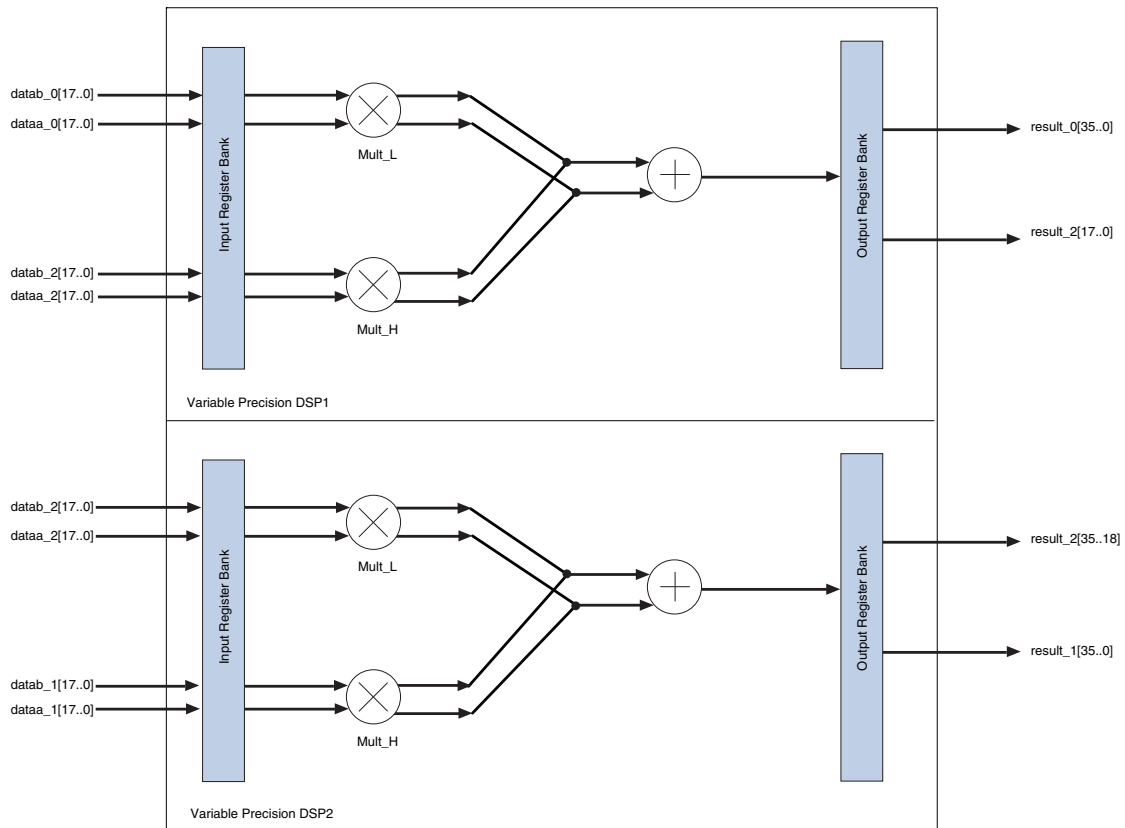 datab_0[17..0]
dataa_0[17..0]
Input Register Bank
Mult_L
datab_2[17..0]
dataa_2[17..0]
Mult_H
Output Register Bank
result_0[35..0]
result_2[17..0]
Variable Precision DSP1
datab_2[17..0]
dataa_2[17..0]
Input Register Bank
Mult_L
datab_1[17..0]
dataa_1[17..0]
Mult_H
Output Register Bank
result_2[35..18]
result_1[35..0]
Variable Precision DSP2